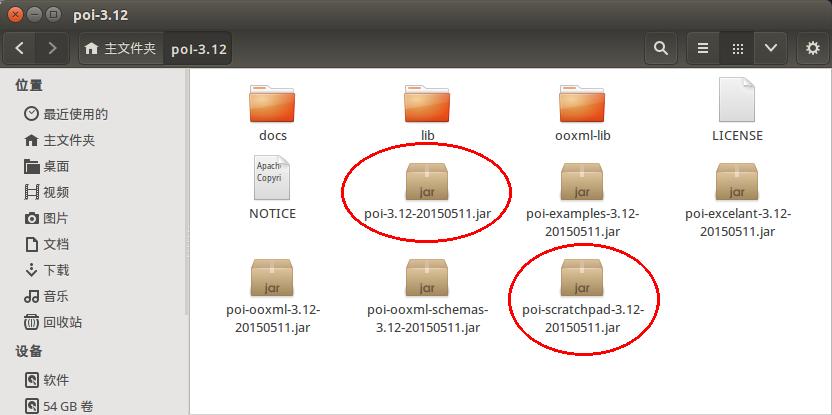 poi-3.12
主文件夹
poi-3.12
位置
最近使用的
主文件夹
桌面
视频
图片
文档
下载
音乐
回收站
设备
软件
54 GB 卷
docs
lib
ooxml-lib
LICENSE
Apach
Copyri
NOTICE
jar
poi-3.12-20150511.jar
jar
poi-examples-3.12-
20150511.jar
jar
poi-excelant-3.12-
20150511.jar
jar
poi-ooxml-3.12-
20150511.jar
jar
poi-ooxml-schemas-
3.12-20150511.jar
jar
poi-scratchpad-3.12-
20150511.jar